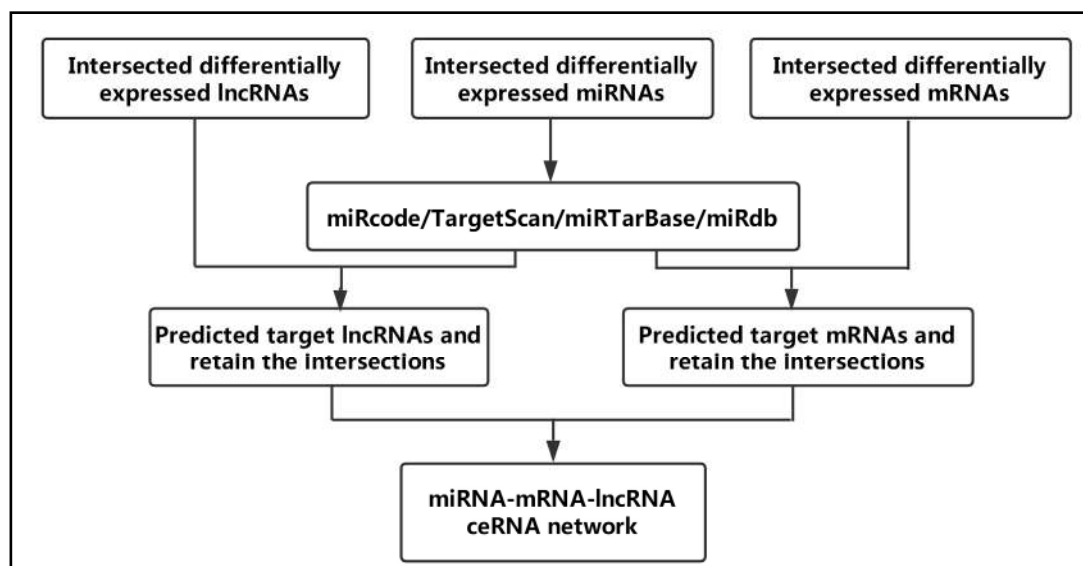 Intersected differentially
expressed lncRNAs
Intersected differentially
expressed miRNAs
Intersected differentially
expressed mRNAs
miRcode/TargetScan/miRTarBase/miRdb
Predicted target lncRNAs and
retain the intersections
Predicted target mRNAs and
retain the intersections
miRNA-mRNA-lncRNA
ceRNA network